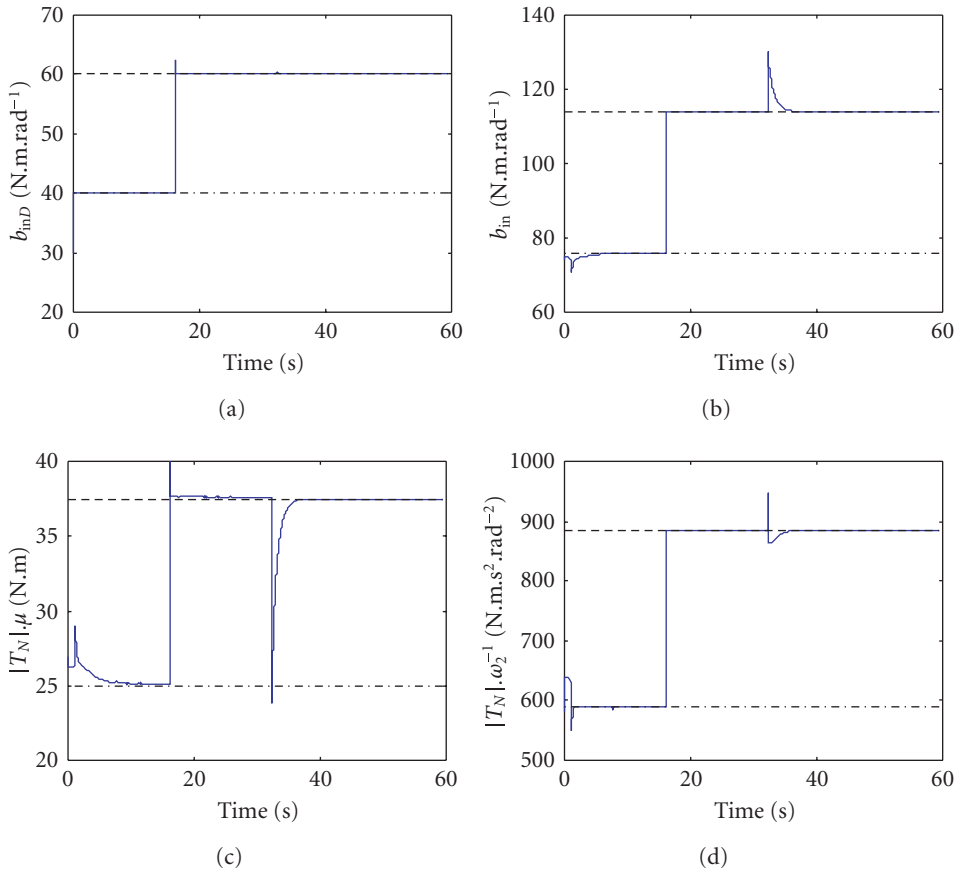 70
60
50
40
30
20
b_inD (N.m.rad⁻¹)
0 20 40 60
Time (s)
(a)
140
120
100
80
60
b_in (N.m.rad⁻¹)
0 20 40 60
Time (s)
(b)
40
35
30
25
20
|T_N|.μ (N.m)
0 20 40 60
Time (s)
(c)
1000
900
800
700
600
500
|T_N|.ω₂⁻¹ (N.m.s².rad⁻²)
0 20 40 60
Time (s)
(d)